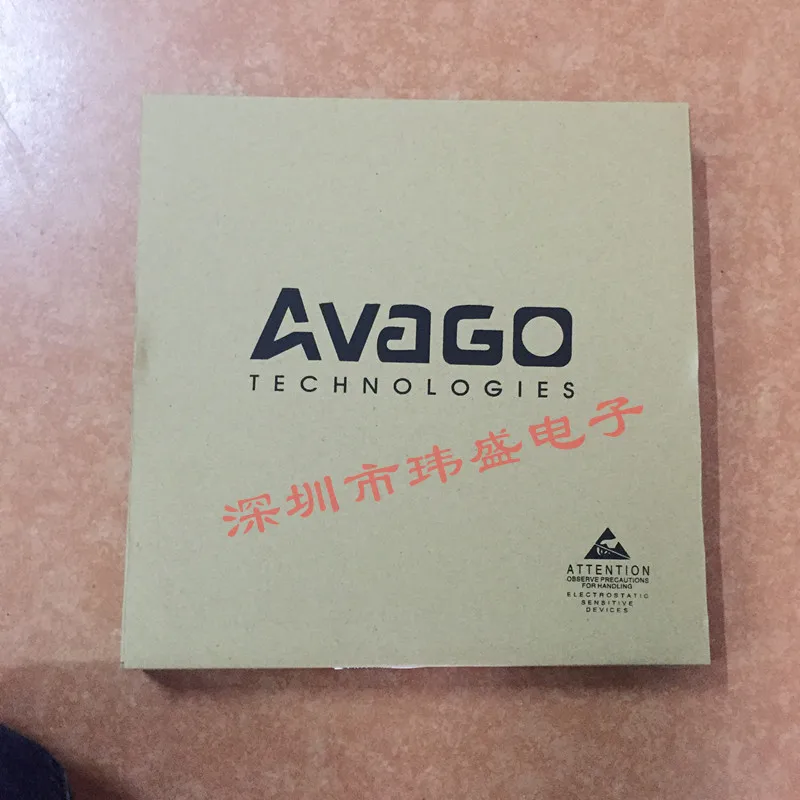 AVAGO
TECHNOLOGIES
深圳市玮盛电子
ATTENTION
OBSERVE PRECAUTIONS
FOR HANDLING
ELECTROSTATIC
SENSITIVE
DEVICES